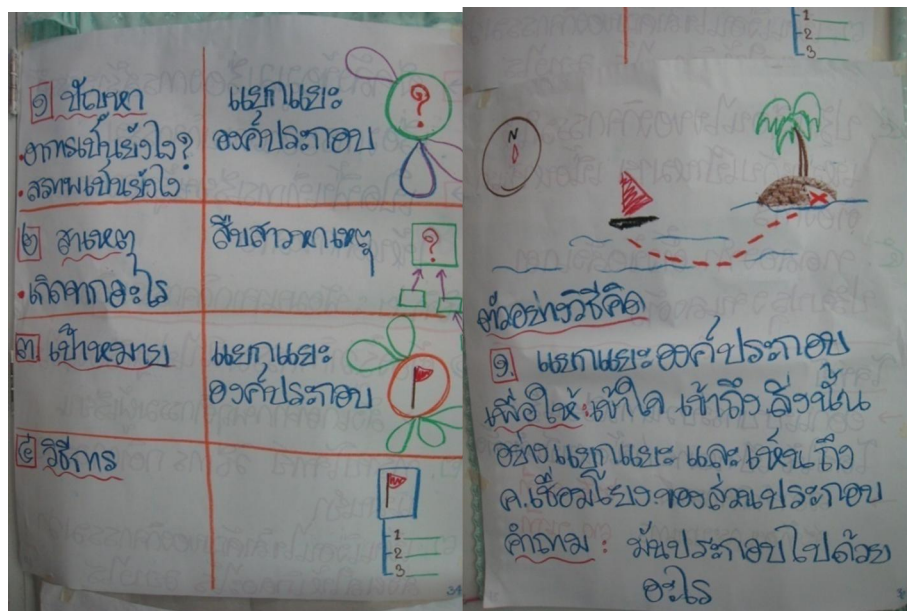 ๑ ปัญหา
• อาการเป็นยังไง?
• สภาพเป็นยังไง
แยกแยะ
องค์ประกอบ
?
๒ สาเหตุ
• เกิดจากอะไร
สืบสาวหาเหตุ
?
๓ เป้าหมาย
แยกแยะ
องค์ประกอบ
๔ วิธีการ
1
2
3
34
1
2
3
N
ตัวอย่างวิธีคิด
๑. แยกแยะองค์ประกอบ
เพื่อให้ : เข้าใจ เข้าถึงสิ่งนั้น
อย่างแยกแยะ และเห็นถึง
ค.เชื่อมโยงของส่วนประกอบ
คำถาม : มันประกอบไปด้วย
อะไร